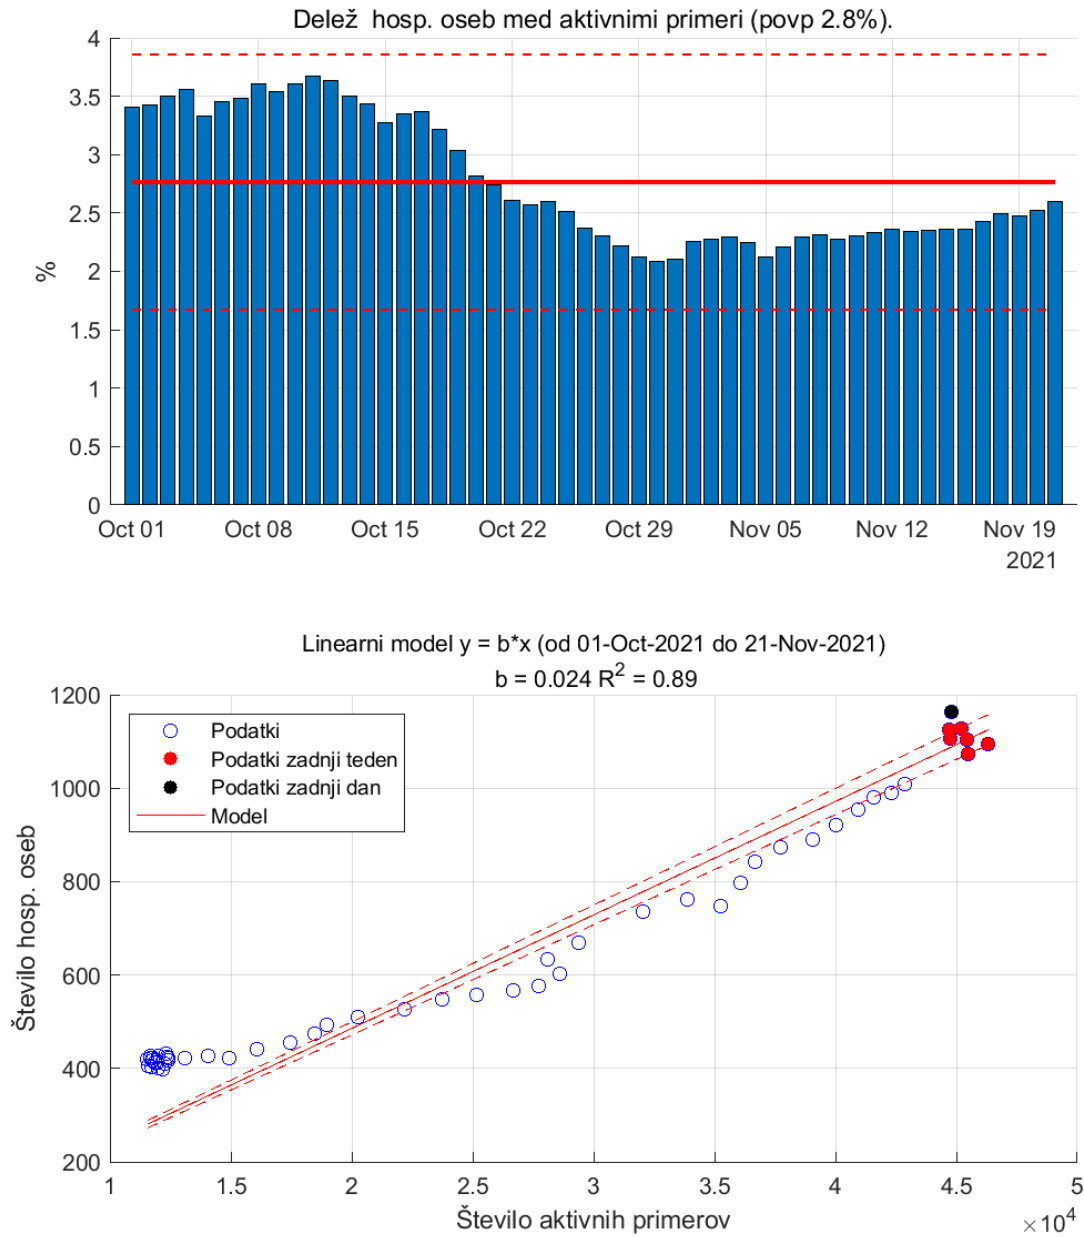 Delež  hosp. oseb med aktivnimi primeri (povp 2.8%).
4
3.5
3
2.5
2
1.5
1
0.5
0
%
Oct 01 Oct 08 Oct 15 Oct 22 Oct 29 Nov 05 Nov 12 Nov 19
2021
Linearni model y = b*x (od 01-Oct-2021 do 21-Nov-2021)
b = 0.024 R² = 0.89
1200
1000
800
600
400
200
Število hosp. oseb
Podatki
Podatki zadnji teden
Podatki zadnji dan
Model
1 1.5 2 2.5 3 3.5 4 4.5 5
Število aktivnih primerov
×10⁴